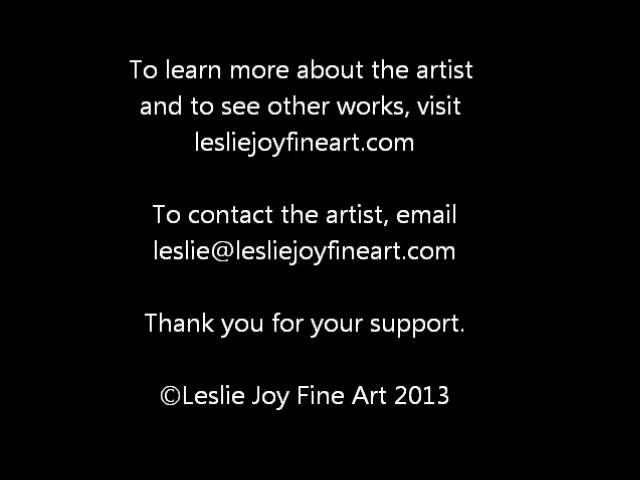 To learn more about the artist
and to see other works, visit
lesliejoyfineart.com
To contact the artist, email
leslie@lesliejoyfineart.com
Thank you for your support.
©Leslie Joy Fine Art 2013